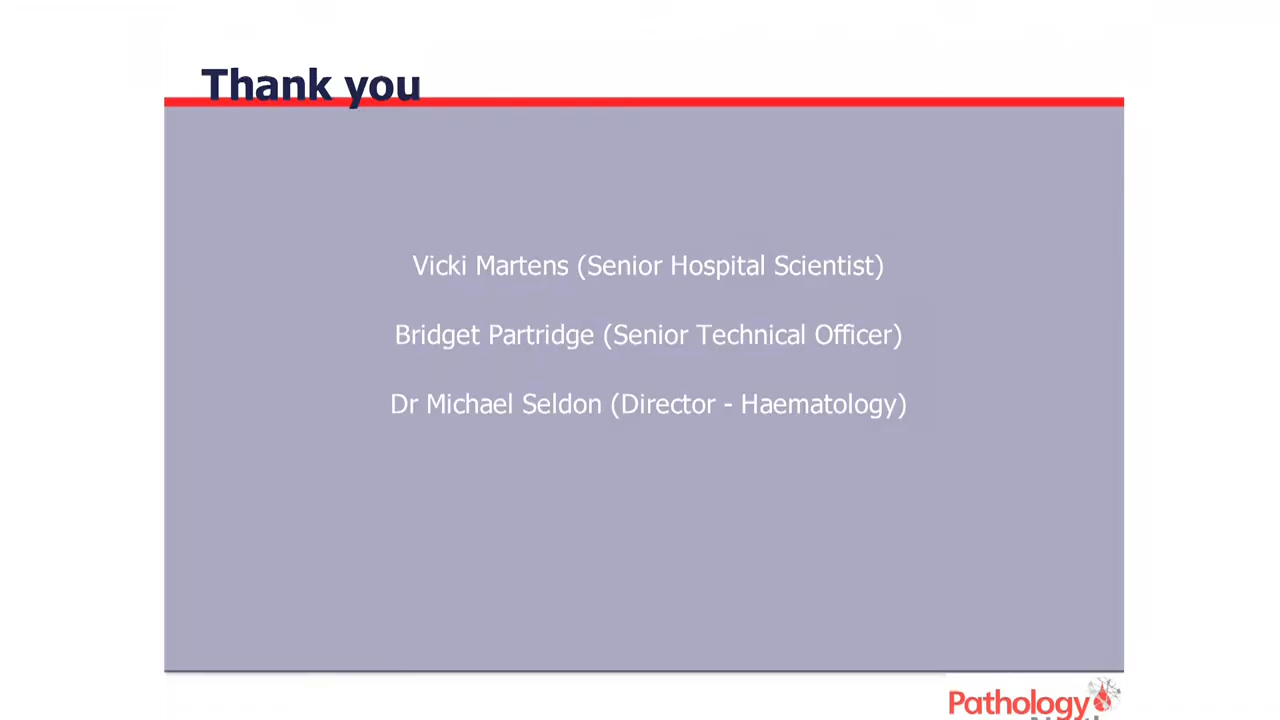 Thank you
Vicki Martens (Senior Hospital Scientist)
Bridget Partridge (Senior Technical Officer)
Dr Michael Seldon (Director - Haematology)
Pathology